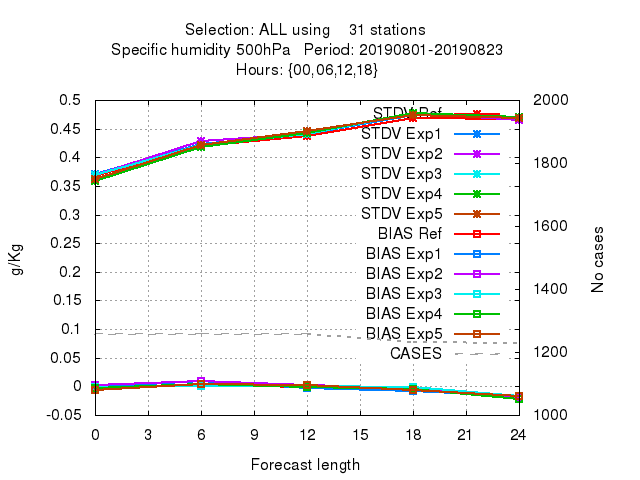 Selection: ALL using    31 stations
Specific humidity 500hPa   Period: 20190801-20190823
Hours: {00,06,12,18}
0.5
0.45
0.4
0.35
0.3
0.25
0.2
0.15
0.1
0.05
0
-0.05
g/Kg
2000
1800
1600
1400
1200
1000
No cases
STDV Ref
STDV Exp1
STDV Exp2
STDV Exp3
STDV Exp4
STDV Exp5
BIAS Ref
BIAS Exp1
BIAS Exp2
BIAS Exp3
BIAS Exp4
BIAS Exp5
CASES
0 3 6 9 12 15 18 21 24
Forecast length